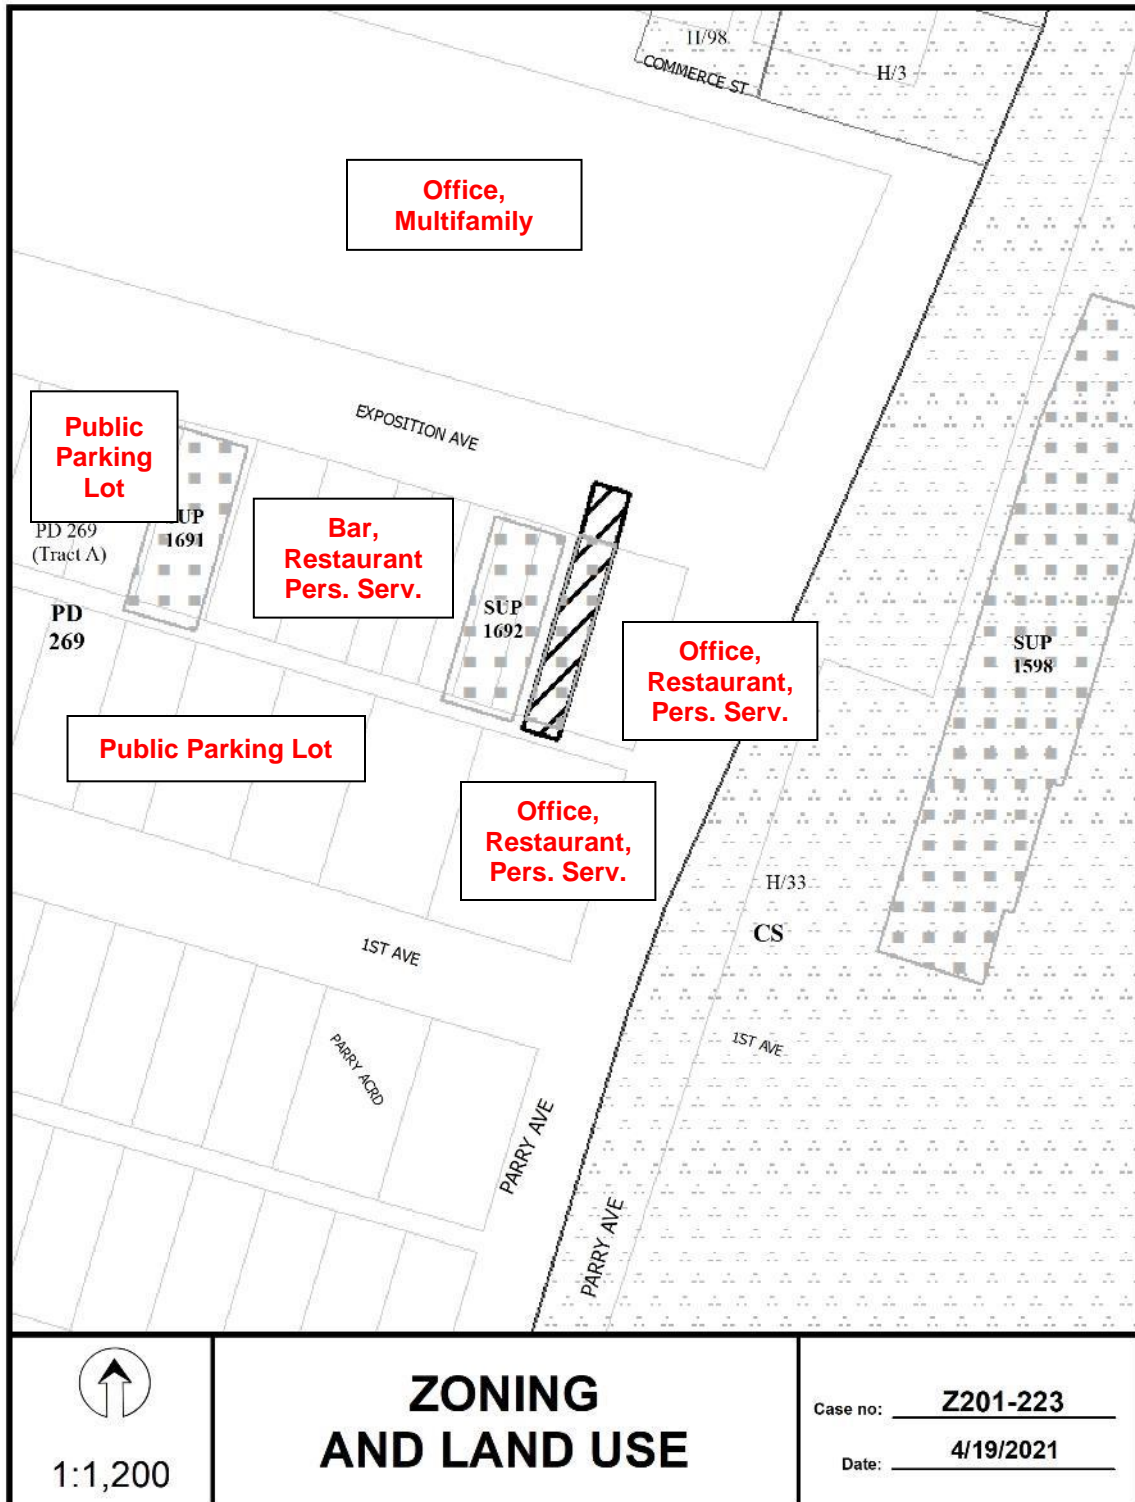 H/98
COMMERCE ST
H/3
Office,
Multifamily
EXPOSITION AVE
Public
Parking
Lot
SUP
1691
PD 269
(Tract A)
Bar,
Restaurant
Pers. Serv.
PD
269
SUP
1692
Office,
Restaurant,
Pers. Serv.
SUP
1598
Public Parking Lot
Office,
Restaurant,
Pers. Serv.
H/33
CS
1ST AVE
1ST AVE
PARRY ACRD
PARRY AVE
PARRY AVE
1:1,200
ZONING
AND LAND USE
Case no: Z201-223
Date: 4/19/2021